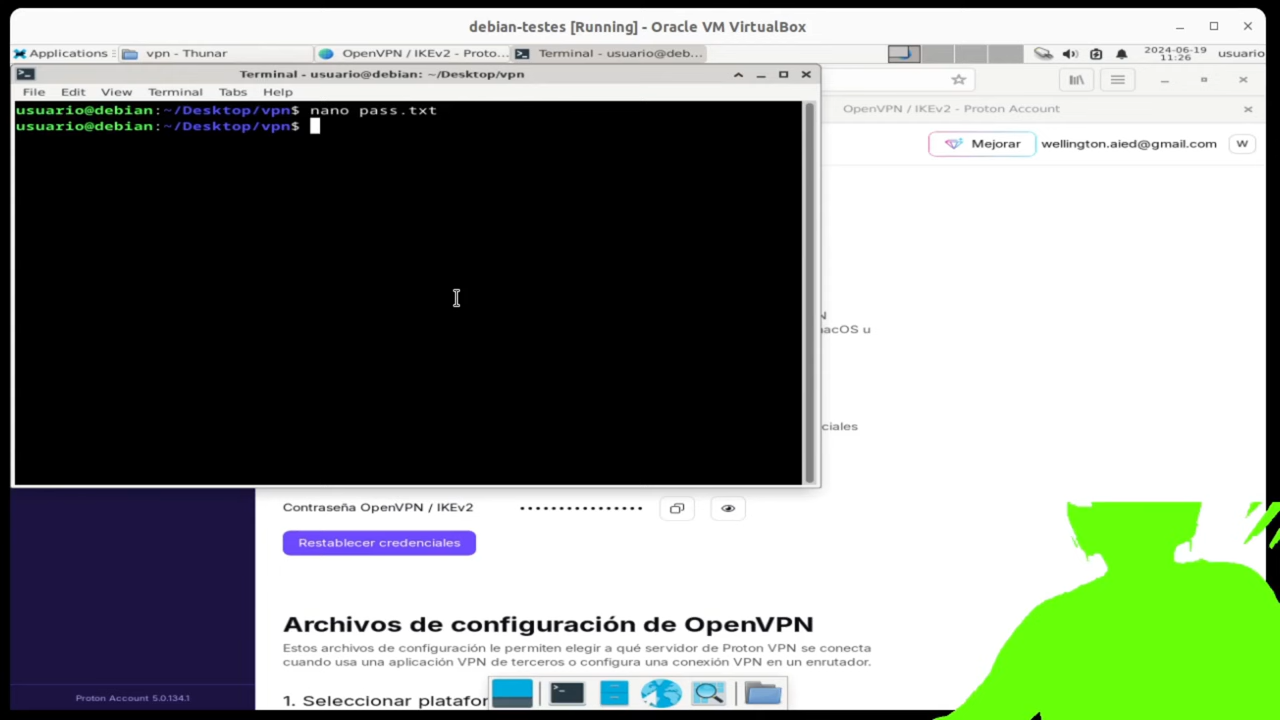 debian-testes [Running] - Oracle VM VirtualBox
Applications
vpn - Thunar
OpenVPN / IKEv2 - Proto...
Terminal - usuario@deb...
2024-06-19
11:26
usuario
Terminal - usuario@debian: ~/Desktop/vpn
File Edit View Terminal Tabs Help
usuario@debian:~/Desktop/vpn$ nano pass.txt
usuario@debian:~/Desktop/vpn$
OpenVPN / IKEv2 - Proton Account
Mejorar
wellington.aied@gmail.com
W
N
acOS u
ciales
Contraseña OpenVPN / IKEv2
••••••••••••••••
Restablecer credenciales
Archivos de configuración de OpenVPN
Estos archivos de configuración le permiten elegir a qué servidor de Proton VPN se conecta
cuando usa una aplicación VPN de terceros o configura una conexión VPN en un enrutador.
1. Seleccionar platafor
Proton Account 5.0.134.1